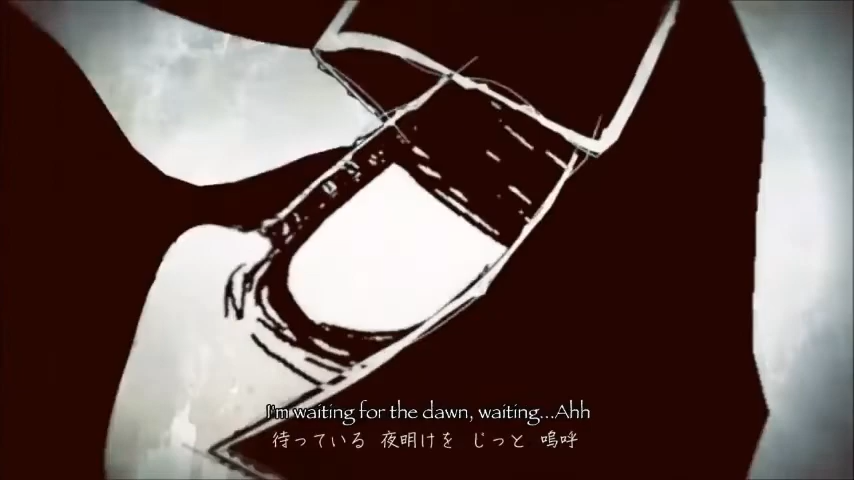 I'm waiting for the dawn, waiting...Ahh
待っている 夜明けを じっと 嗚呼